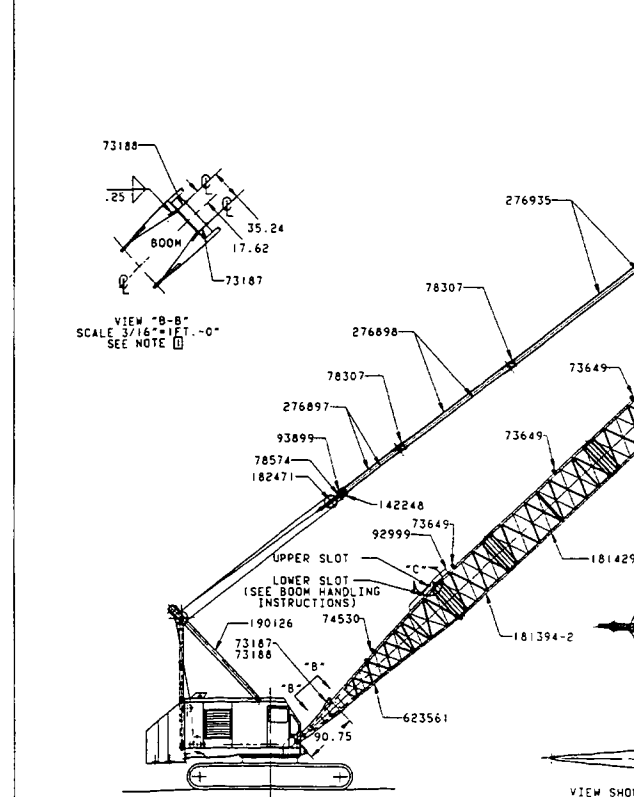 73188
.25
35.24
BOOM
17.62
73187
VIEW "B-B"
SCALE 3/16"=1FT.-0"
SEE NOTE 1
276935
78307
276898
78307
276897
93899
78574
182471
142248
73649
73649
73649
92999
UPPER SLOT
"C"
LOWER SLOT
(SEE BOOM HANDLING
INSTRUCTIONS)
181429
190126
74530
181394-2
73187
73188
"B"
"B"
623561
90.75
VIEW SHO